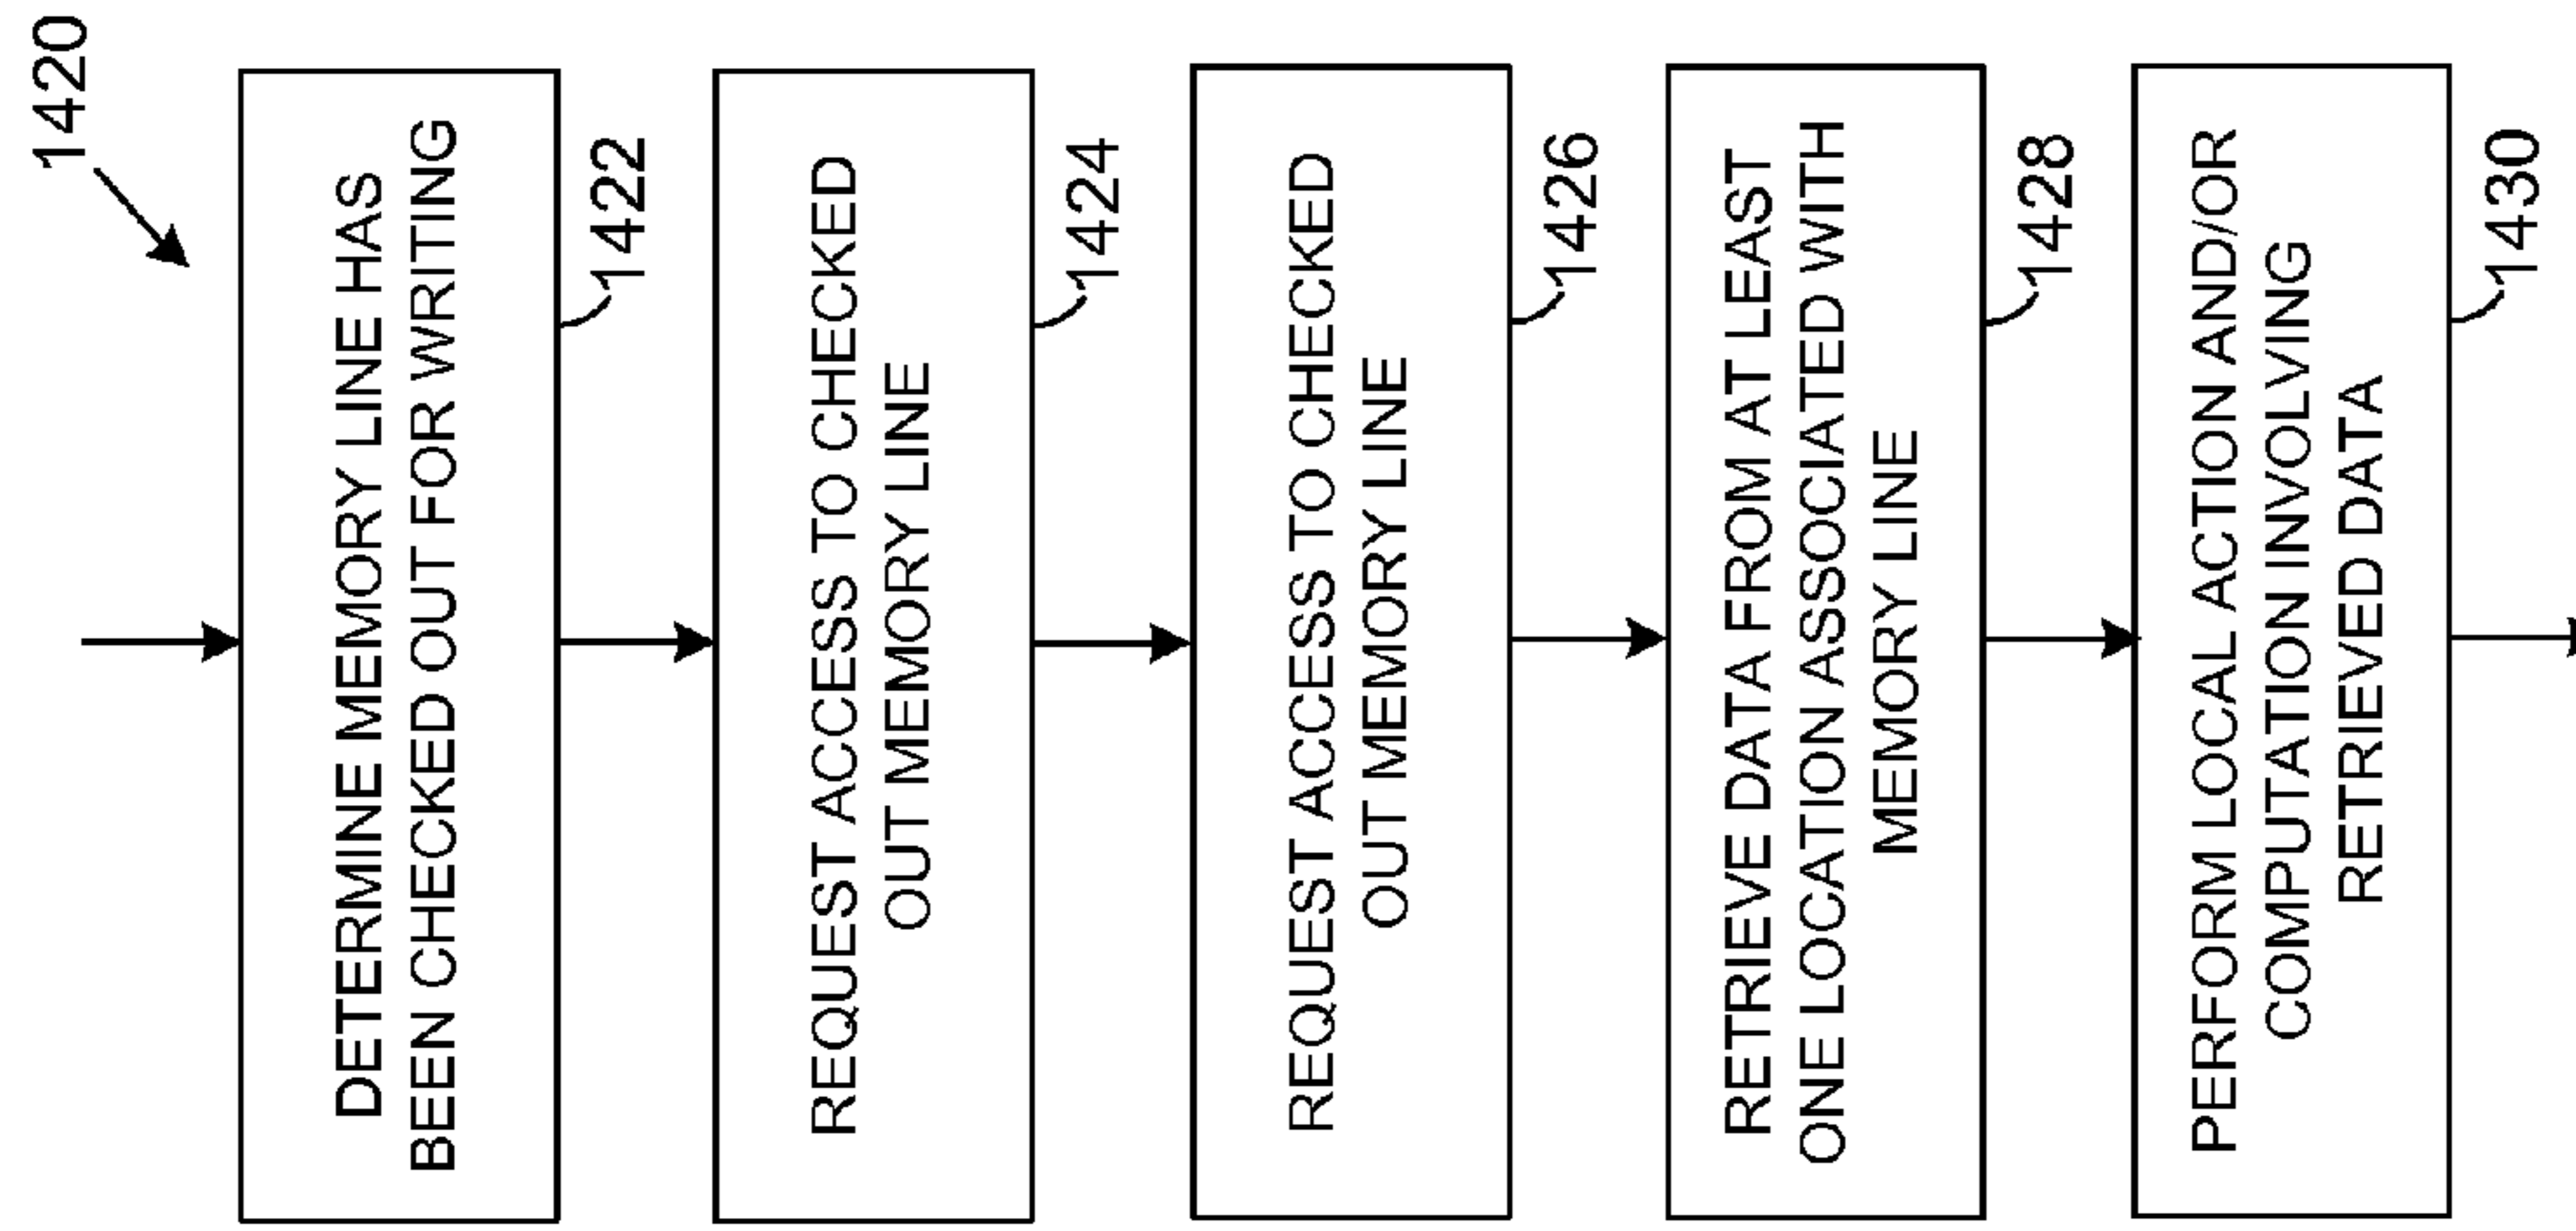 1420
DETERMINE MEMORY LINE HAS
BEEN CHECKED OUT FOR WRITING
1422
REQUEST ACCESS TO CHECKED
OUT MEMORY LINE
1424
REQUEST ACCESS TO CHECKED
OUT MEMORY LINE
1426
RETRIEVE DATA FROM AT LEAST
ONE LOCATION ASSOCIATED WITH
MEMORY LINE
1428
PERFORM LOCAL ACTION AND/OR
COMPUTATION INVOLVING
RETRIEVED DATA
1430